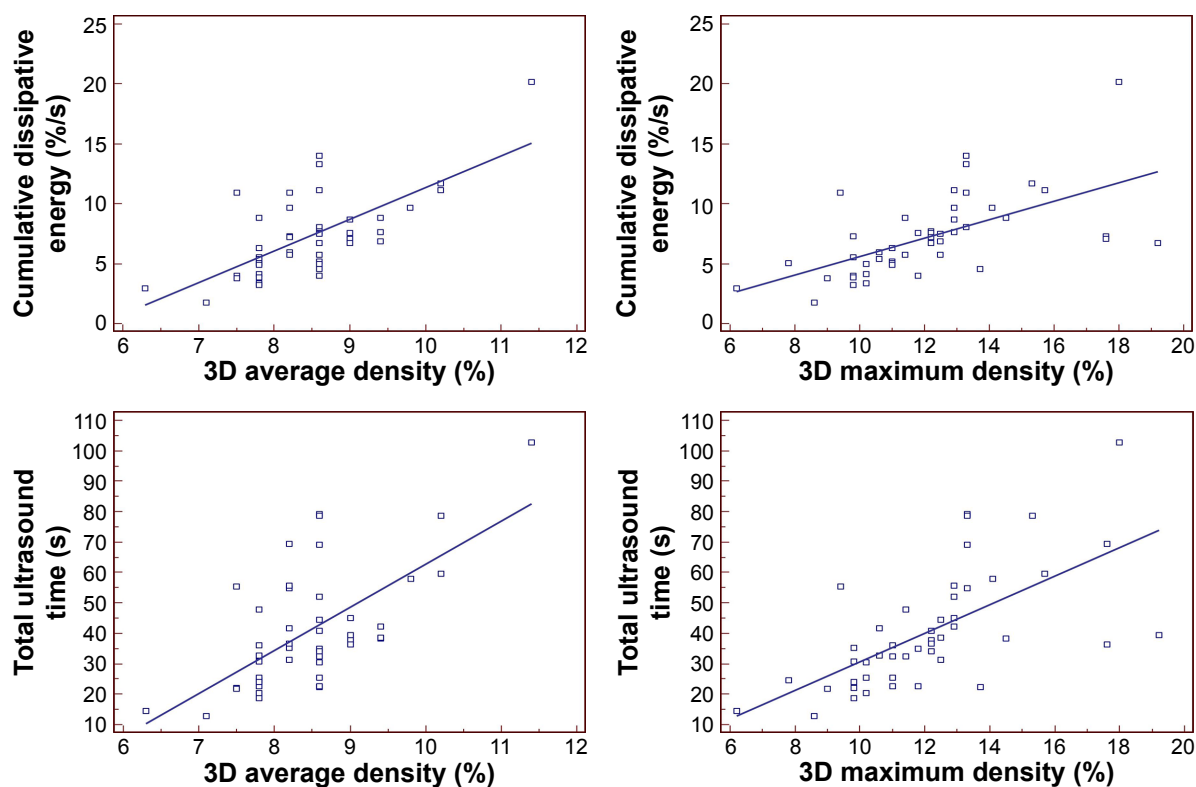 25
20
15
10
5
0
Cumulative dissipative
energy (%/s)
6 7 8 9 10 11 12
3D average density (%)
25
20
15
10
5
0
Cumulative dissipative
energy (%/s)
6 8 10 12 14 16 18 20
3D maximum density (%)
110
100
90
80
70
60
50
40
30
20
10
Total ultrasound
time (s)
6 7 8 9 10 11 12
3D average density (%)
110
100
90
80
70
60
50
40
30
20
10
Total ultrasound
time (s)
6 8 10 12 14 16 18 20
3D maximum density (%)